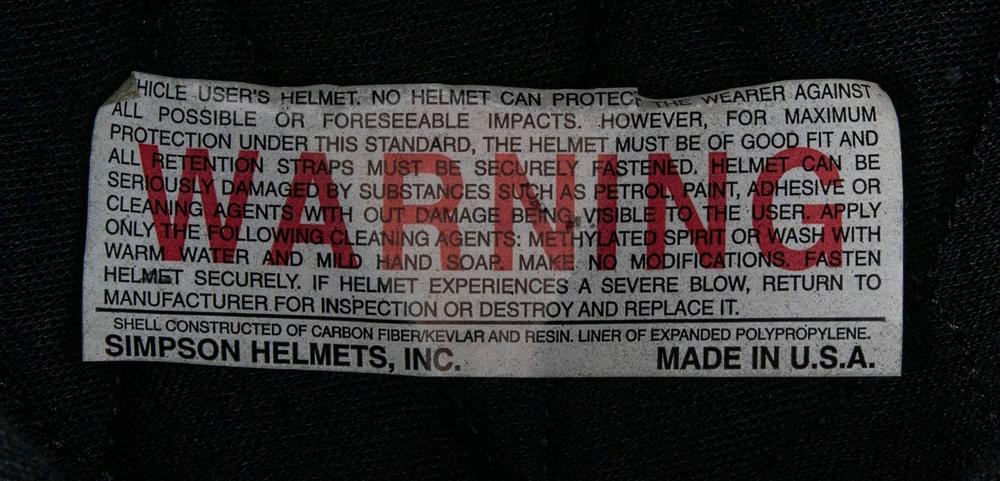 HICLE USER'S HELMET. NO HELMET CAN PROTECT THE WEARER AGAINST
ALL POSSIBLE OR FORESEEABLE IMPACTS. HOWEVER, FOR MAXIMUM
PROTECTION UNDER THIS STANDARD, THE HELMET MUST BE OF GOOD FIT AND
ALL RETENTION STRAPS MUST BE SECURELY FASTENED. HELMET CAN BE
SERIOUSLY DAMAGED BY SUBSTANCES SUCH AS PETROL, PAINT, ADHESIVE OR
CLEANING AGENTS WITH OUT DAMAGE BEING VISIBLE TO THE USER. APPLY
ONLY THE FOLLOWING CLEANING AGENTS: METHYLATED SPIRIT OR WASH WITH
WARM WATER AND MILD HAND SOAP. MAKE NO MODIFICATIONS. FASTEN
HELMET SECURELY. IF HELMET EXPERIENCES A SEVERE BLOW, RETURN TO
MANUFACTURER FOR INSPECTION OR DESTROY AND REPLACE IT.
WARNING
SHELL CONSTRUCTED OF CARBON FIBER/KEVLAR AND RESIN. LINER OF EXPANDED POLYPROPYLENE.
SIMPSON HELMETS, INC. MADE IN U.S.A.